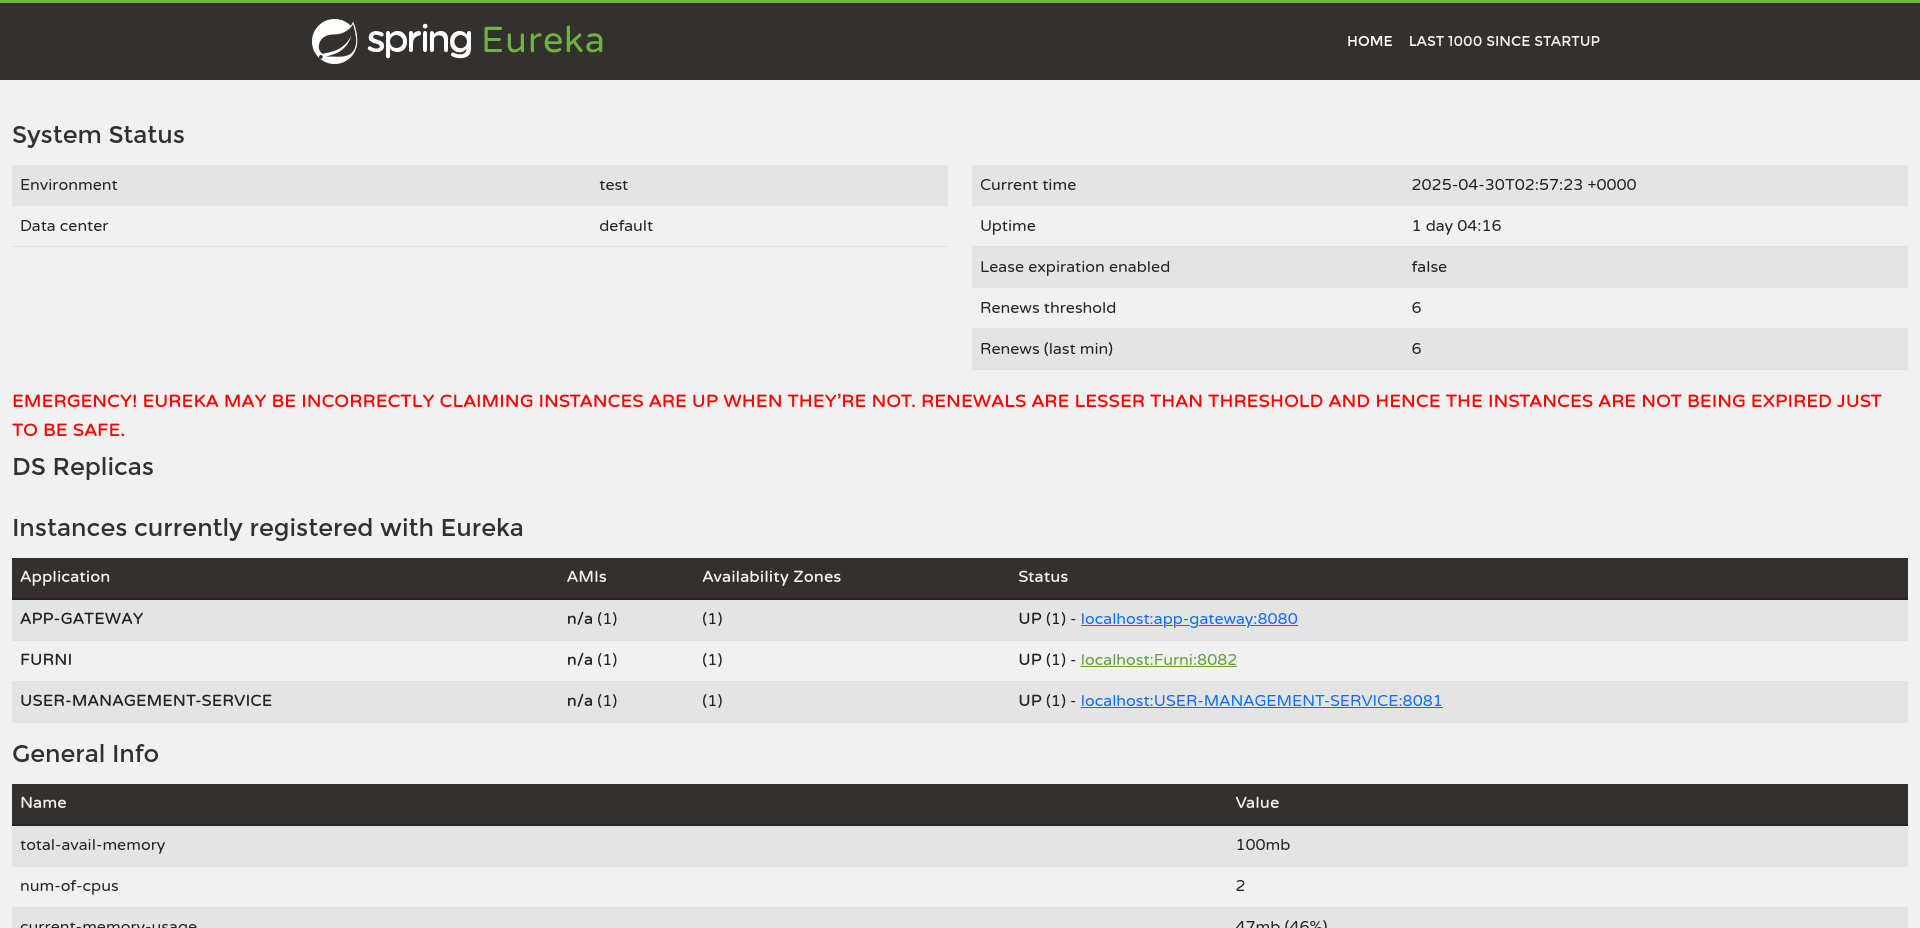 spring Eureka
HOME LAST 1000 SINCE STARTUP
System Status
Environment test
Data center default
Current time 2025-04-30T02:57:23 +0000
Uptime 1 day 04:16
Lease expiration enabled false
Renews threshold 6
Renews (last min) 6
EMERGENCY! EUREKA MAY BE INCORRECTLY CLAIMING INSTANCES ARE UP WHEN THEY'RE NOT. RENEWALS ARE LESSER THAN THRESHOLD AND HENCE THE INSTANCES ARE NOT BEING EXPIRED JUST
TO BE SAFE.
DS Replicas
Instances currently registered with Eureka
Application AMIs Availability Zones Status
APP-GATEWAY n/a (1) (1) UP (1) - localhost:app-gateway:8080
FURNI n/a (1) (1) UP (1) - localhost:Furni:8082
USER-MANAGEMENT-SERVICE n/a (1) (1) UP (1) - localhost:USER-MANAGEMENT-SERVICE:8081
General Info
Name Value
total-avail-memory 100mb
num-of-cpus 2
current-memory-usage 47mb (46%)